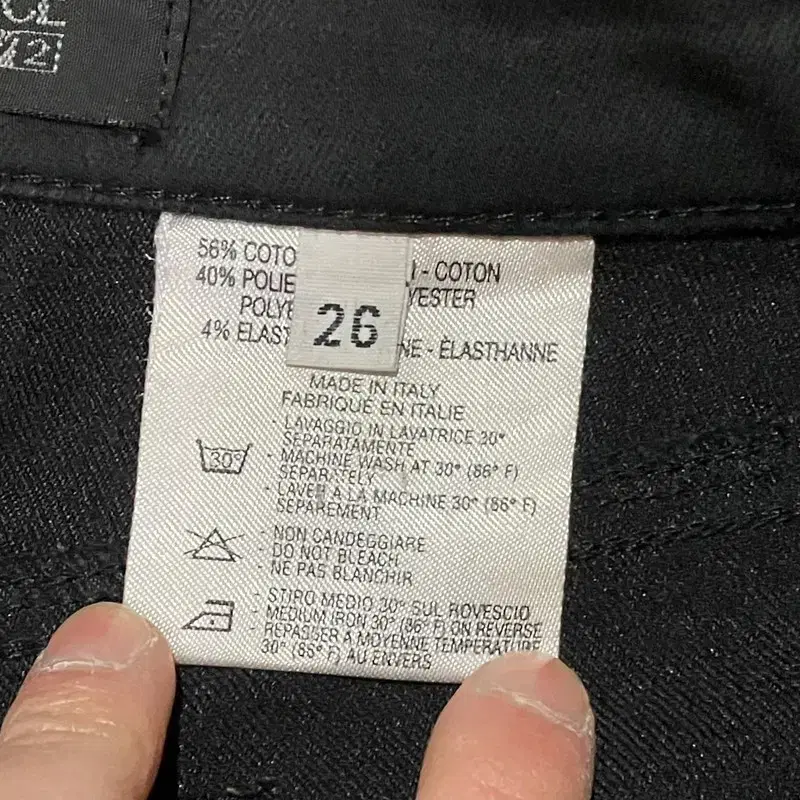 56% COTO - COTON
40% POLIE YESTER
POLYE
4% ELAST NE - ÉLASTHANNE
26
MADE IN ITALY
FABRIQUÉ EN ITALIE
- LAVAGGIO IN LAVATRICE 30°
SEPARATAMENTE
30°
- MACHINE WASH AT 30° (86° F)
SEPARATELY
- LAVER A LA MACHINE 30° (86° F)
SEPAREMENT
- NON CANDEGGIARE
- DO NOT BLEACH
- NE PAS BLANCHIR
- STIRO MEDIO 30° SUL ROVESCIO
- MEDIUM IRON 30° (86° F) ON REVERSE
- REPASSER A MOYENNE TEMPERATURE
30° (85° F) AU ENVERS